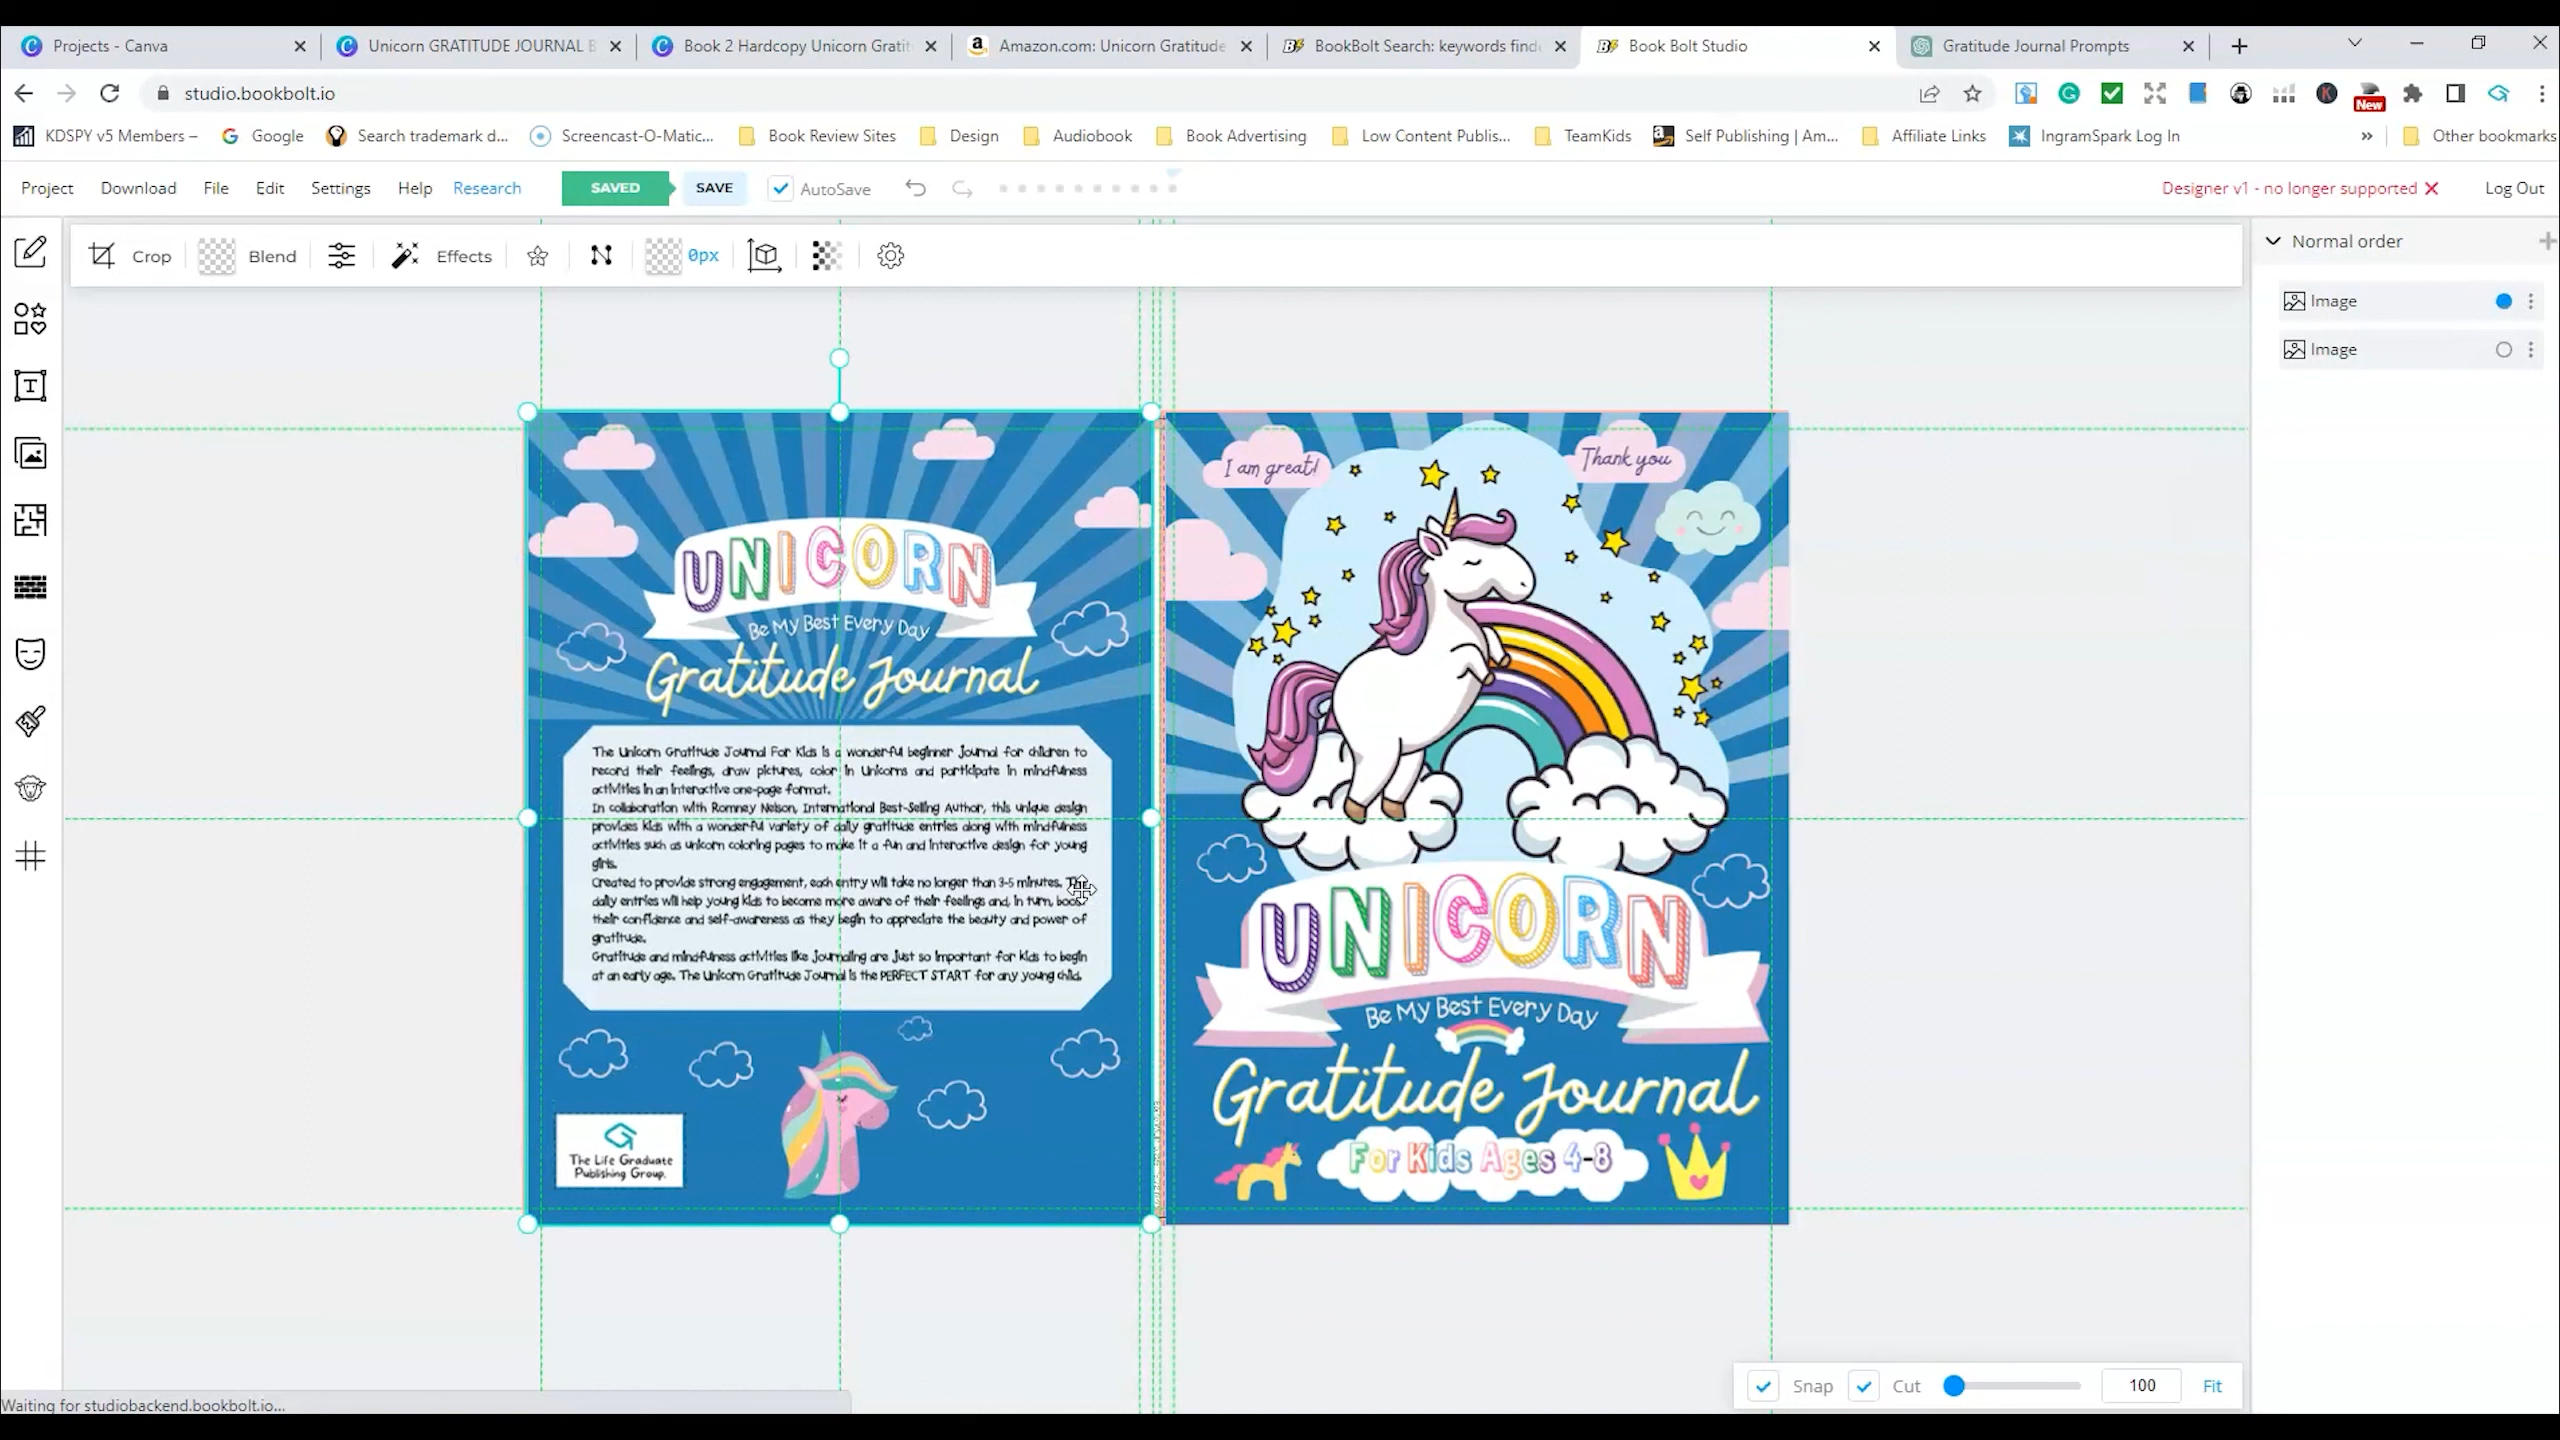 Projects - Canva
Unicorn GRATITUDE JOURNAL B
Book 2 Hardcopy Unicorn Gratit
Amazon.com: Unicorn Gratitude
BookBolt Search: keywords find
Book Bolt Studio
Gratitude Journal Prompts
studio.bookbolt.io
New
KDSPY v5 Members –
Google
Search trademark d...
Screencast-O-Matic...
Book Review Sites
Design
Audiobook
Book Advertising
Low Content Publis...
TeamKids
Self Publishing | Am...
Affiliate Links
IngramSpark Log In
»
Other bookmarks
Project
Download
File
Edit
Settings
Help
Research
SAVED
SAVE
AutoSave
Designer v1 - no longer supported
Log Out
Crop
Blend
Effects
0px
Normal order
Image
Image
UNICORN
Be My Best Every Day
Gratitude Journal
The Unicorn Gratitude Journal For Kids is a wonderful beginner journal for children to
record their feelings, draw pictures, color in Unicorns and participate in mindfulness
activities in an interactive one-page format.
In collaboration with Romney Nelson, International Best-Selling Author, this unique design
provides kids with a wonderful variety of daily gratitude entries along with mindfulness
activities such as unicorn coloring pages to make it a fun and interactive design for young
girls.
Created to provide strong engagement, each entry will take no longer than 3-5 minutes.
daily entries will help young kids to become more aware of their feelings and, in turn,
their confidence and self-awareness as they begin to appreciate the beauty and power of
gratitude.
Gratitude and mindfulness activities like journaling are just so important for kids to begin
at an early age. The Unicorn Gratitude Journal is the PERFECT START for any young child.
The Life Graduate
Publishing Group.
I am great!
Thank you
UNICORN
Be My Best Every Day
Gratitude Journal
For Kids Ages 4-8
Snap
Cut
100
Fit
Waiting for studiobackend.bookbolt.io...